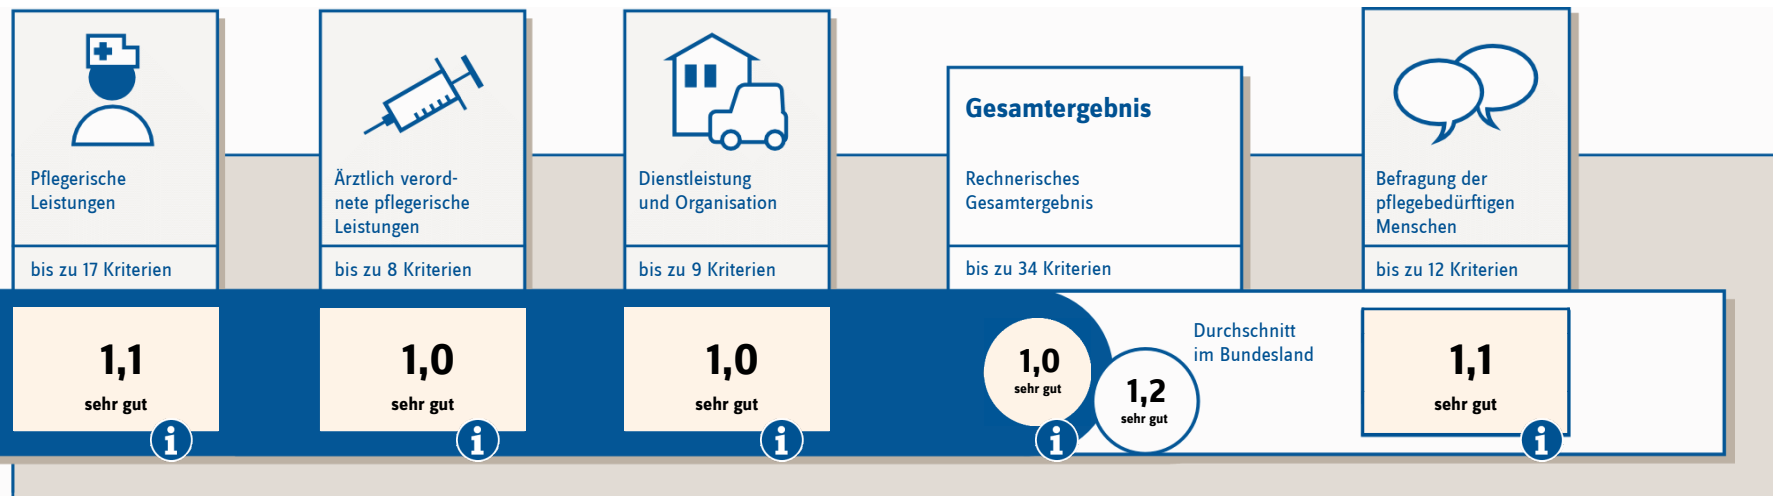 Pflegerische
Leistungen
bis zu 17 Kriterien
1,1
sehr gut
i
Ärztlich verord-
nete pflegerische
Leistungen
bis zu 8 Kriterien
1,0
sehr gut
i
Dienstleistung
und Organisation
bis zu 9 Kriterien
1,0
sehr gut
i
Gesamtergebnis
Rechnerisches
Gesamtergebnis
bis zu 34 Kriterien
1,0
sehr gut
i
1,2
sehr gut
Durchschnitt
im Bundesland
Befragung der
pflegebedürftigen
Menschen
bis zu 12 Kriterien
1,1
sehr gut
i